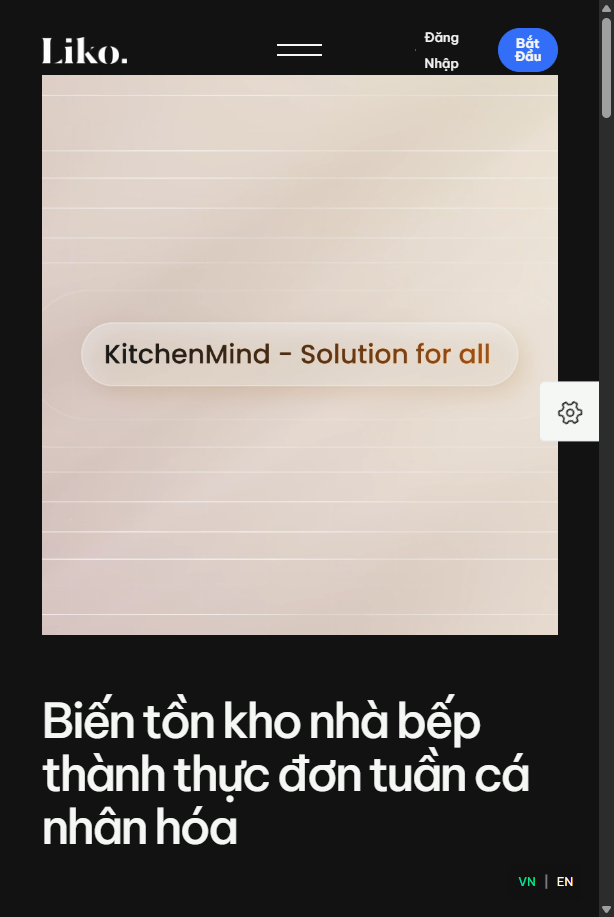 Liko.
Đăng
Nhập
Bắt
Đầu
KitchenMind - Solution for all
Biến tồn kho nhà bếp
thành thực đơn tuần cá
nhân hóa
VN | EN